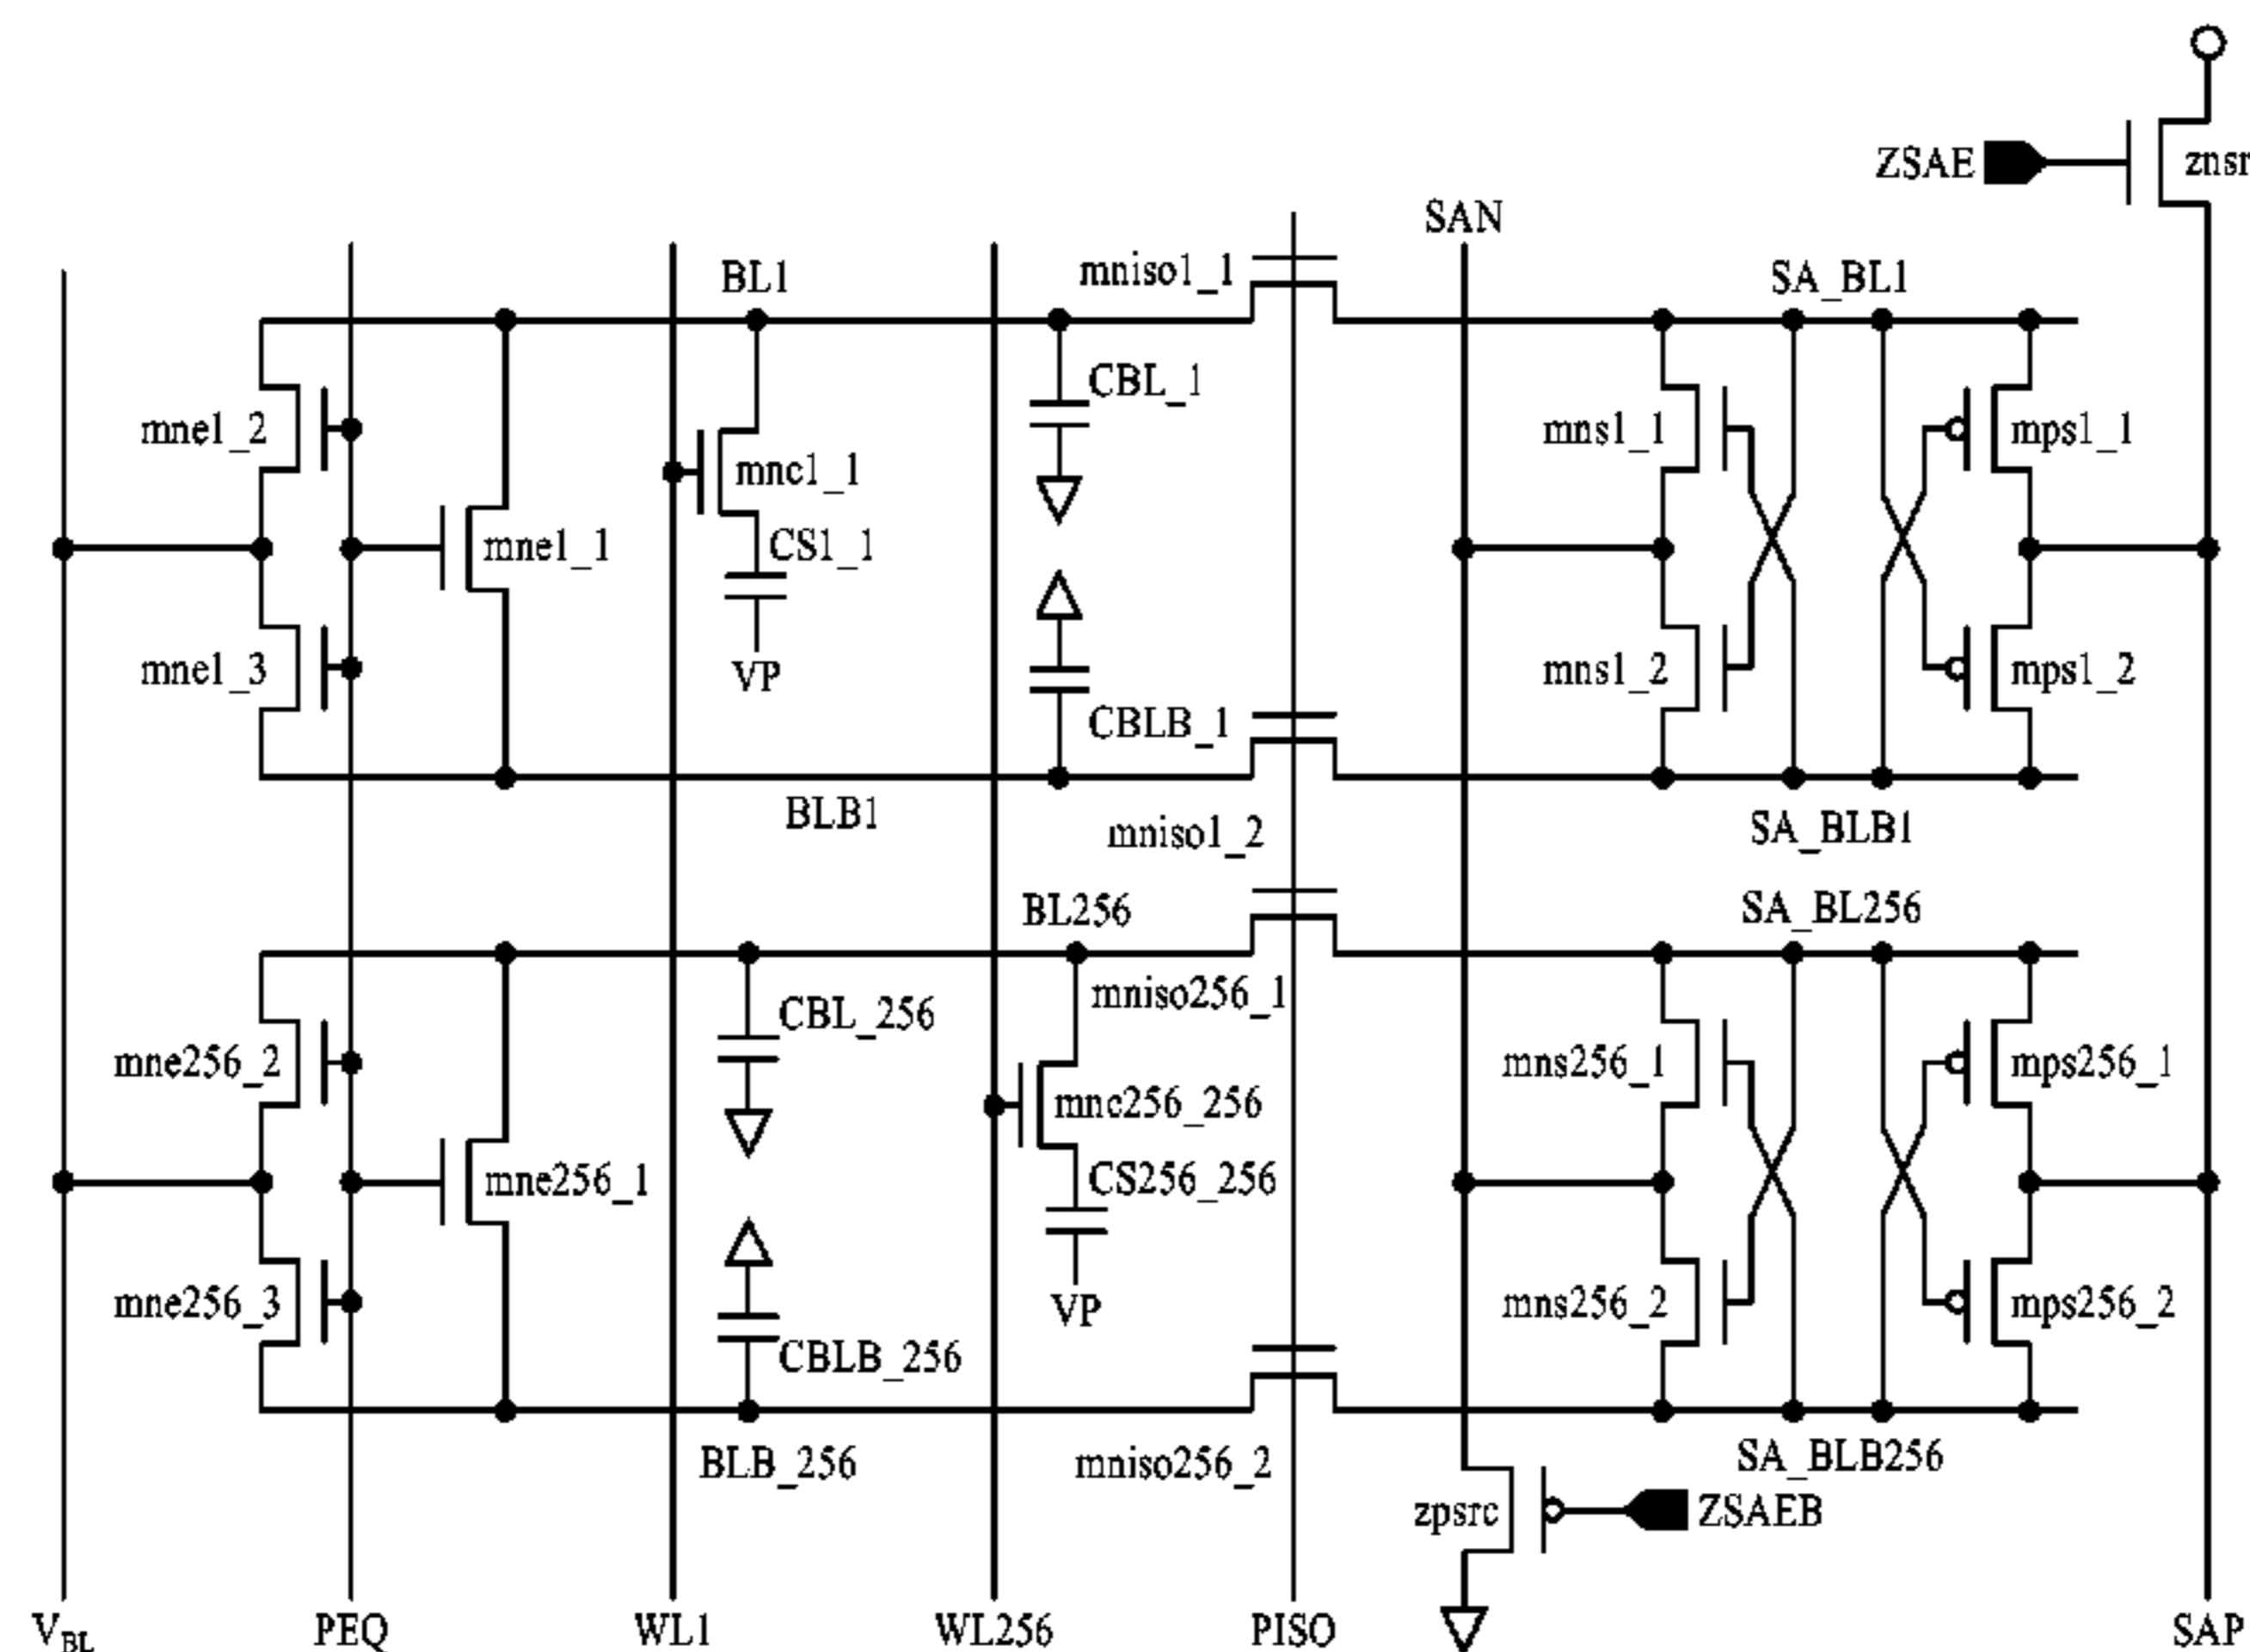 ZSAE
znsr
SAN
BL1
mniso1_1
SA_BL1
CBL_1
mne1_2
mnc1_1
mns1_1
mps1_1
mne1_1
CS1_1
mne1_3
VP
mns1_2
mps1_2
CBLB_1
BLB1
mniso1_2
SA_BLB1
BL256
SA_BL256
mniso256_1
CBL_256
mne256_2
mnc256_256
mns256_1
mps256_1
mne256_1
CS256_256
mne256_3
VP
mns256_2
mps256_2
CBLB_256
BLB_256
mniso256_2
SA_BLB256
zpsrc
ZSAEB
VBL
PEQ
WL1
WL256
PISO
SAP